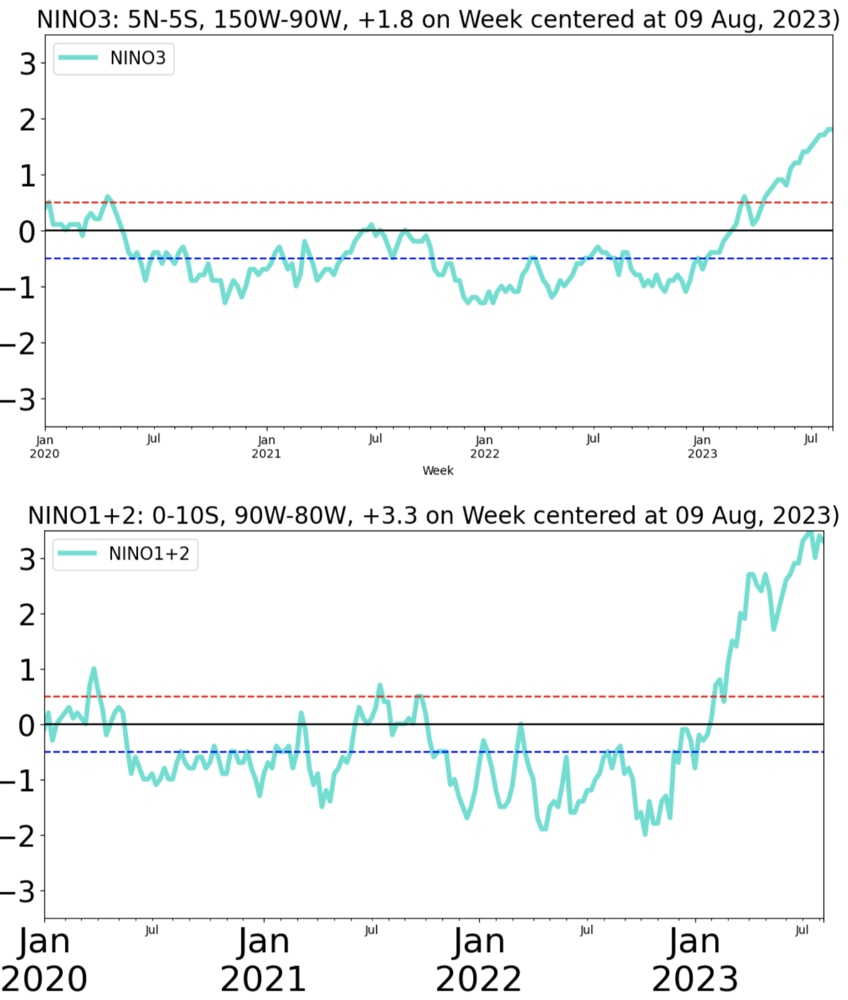 NINO3: 5N-5S, 150W-90W, +1.8 on Week centered at 09 Aug, 2023)
NINO3
3
2
1
0
−1
−2
−3
Jan Jul Jan Jul Jan Jul Jan Jul
2020 2021 2022 2023
Week
NINO1+2: 0-10S, 90W-80W, +3.3 on Week centered at 09 Aug, 2023)
NINO1+2
3
2
1
0
−1
−2
−3
Jan Jul Jan Jul Jan Jul Jan Jul
2020 2021 2022 2023